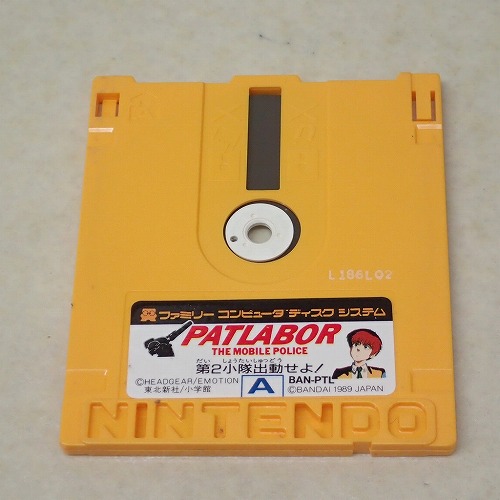 L186L02
ファミリー コンピュータ ディスク システム
PATLABOR
THE MOBILE POLICE
だい しょうたいしゅつどう
第2小隊出動せよ!
©HEADGEAR/EMOTION
東北新社/小学館
A
BAN-PTL
©BANDAI 1989 JAPAN
NINTENDO